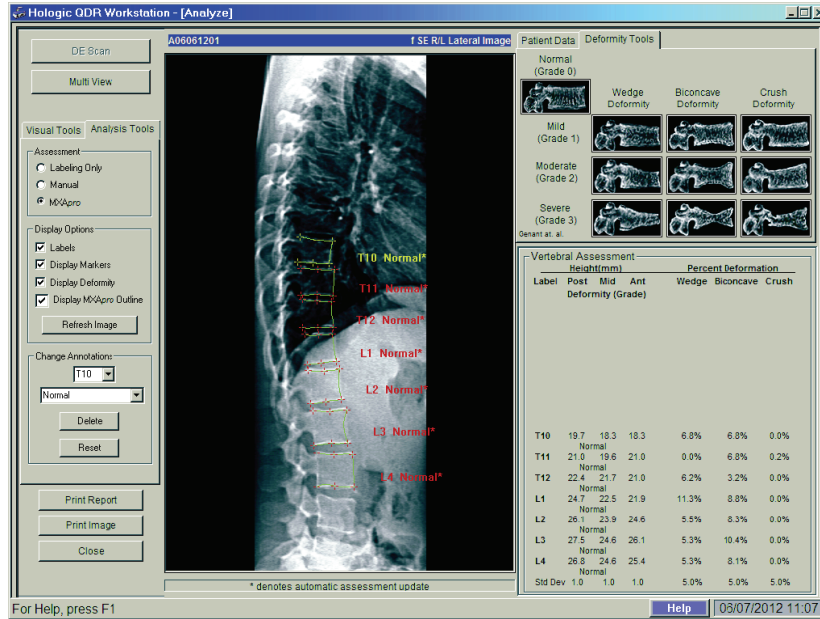 Hologic QDR Workstation - [Analyze]
DE Scan
Multi View
Visual Tools Analysis Tools
Assessment
Labeling Only
Manual
MXApro
Display Options
Labels
Display Markers
Display Deformity
Display MXApro Outline
Refresh Image
Change Annotations
T10
Normal
Delete
Reset
Print Report
Print Image
Close
A06061201 f SE R/L Lateral Image
T10 Normal*
T11 Normal*
T12 Normal*
L1 Normal*
L2 Normal*
L3 Normal*
L4 Normal*
* denotes automatic assessment update
Patient Data Deformity Tools
Normal
(Grade 0)
Wedge Biconcave Crush
Deformity Deformity Deformity
Mild
(Grade 1)
Moderate
(Grade 2)
Severe
(Grade 3)
Genant at. al.
Vertebral Assessment
Height(mm) Percent Deformation
Label Post Mid Ant Wedge Biconcave Crush
Deformity (Grade)
T10 19.7 18.3 18.3 6.8% 6.8% 0.0%
Normal
T11 21.0 19.6 21.0 0.0% 6.8% 0.2%
Normal
T12 22.4 21.7 21.0 6.2% 3.2% 0.0%
Normal
L1 24.7 22.5 21.9 11.3% 8.8% 0.0%
Normal
L2 26.1 23.9 24.6 5.5% 8.3% 0.0%
Normal
L3 27.5 24.6 26.1 5.3% 10.4% 0.0%
Normal
L4 26.8 24.6 25.4 5.3% 8.1% 0.0%
Normal
Std Dev 1.0 1.0 1.0 5.0% 5.0% 5.0%
For Help, press F1
Help 06/07/2012 11:07